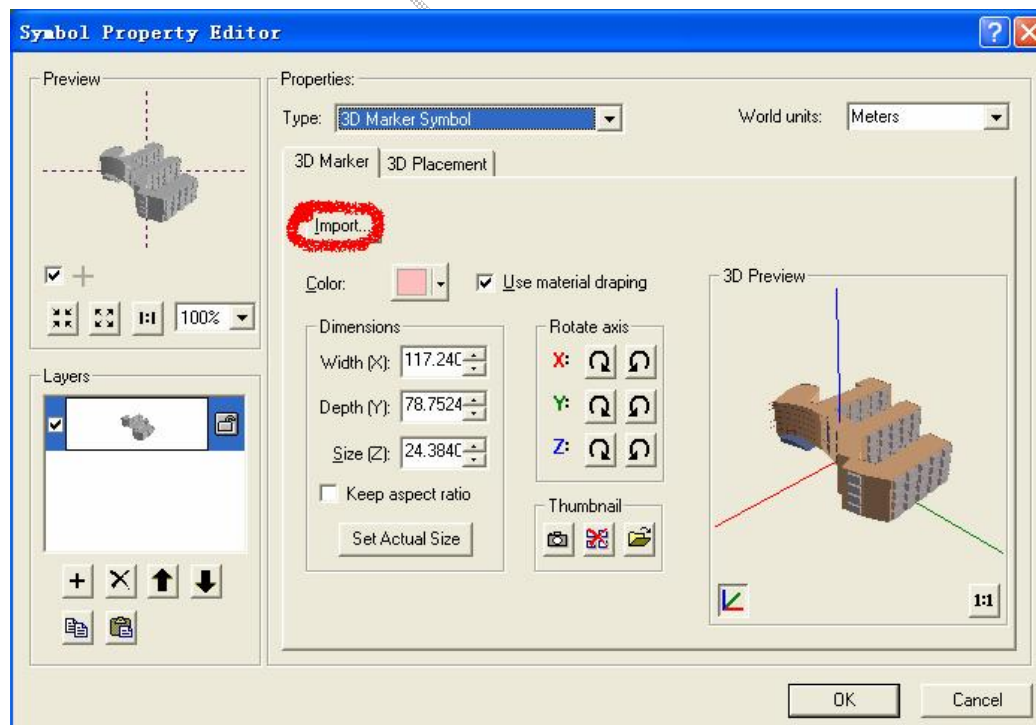 Symbol Property Editor
Preview
100%
Layers
Properties:
Type: 3D Marker Symbol
World units: Meters
3D Marker
3D Placement
Import...
Color:
Use material draping
Dimensions
Width (X): 117.240
Depth (Y): 78.7524
Size (Z): 24.3840
Keep aspect ratio
Set Actual Size
Rotate axis
X:
Y:
Z:
Thumbnail
3D Preview
1:1
1:1
OK
Cancel